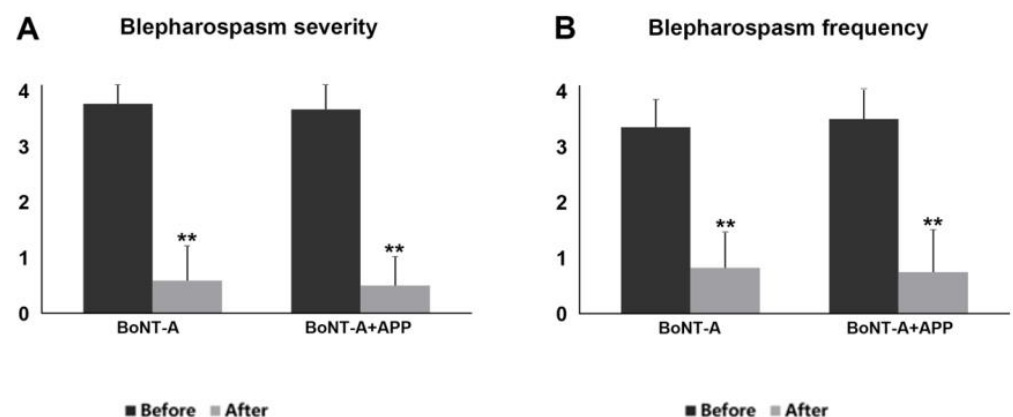 A Blepharospasm severity
4
3
2
1
0
**
**
BoNT-A BoNT-A+APP
Before After
B Blepharospasm frequency
4
3
2
1
0
**
**
BoNT-A BoNT-A+APP
Before After